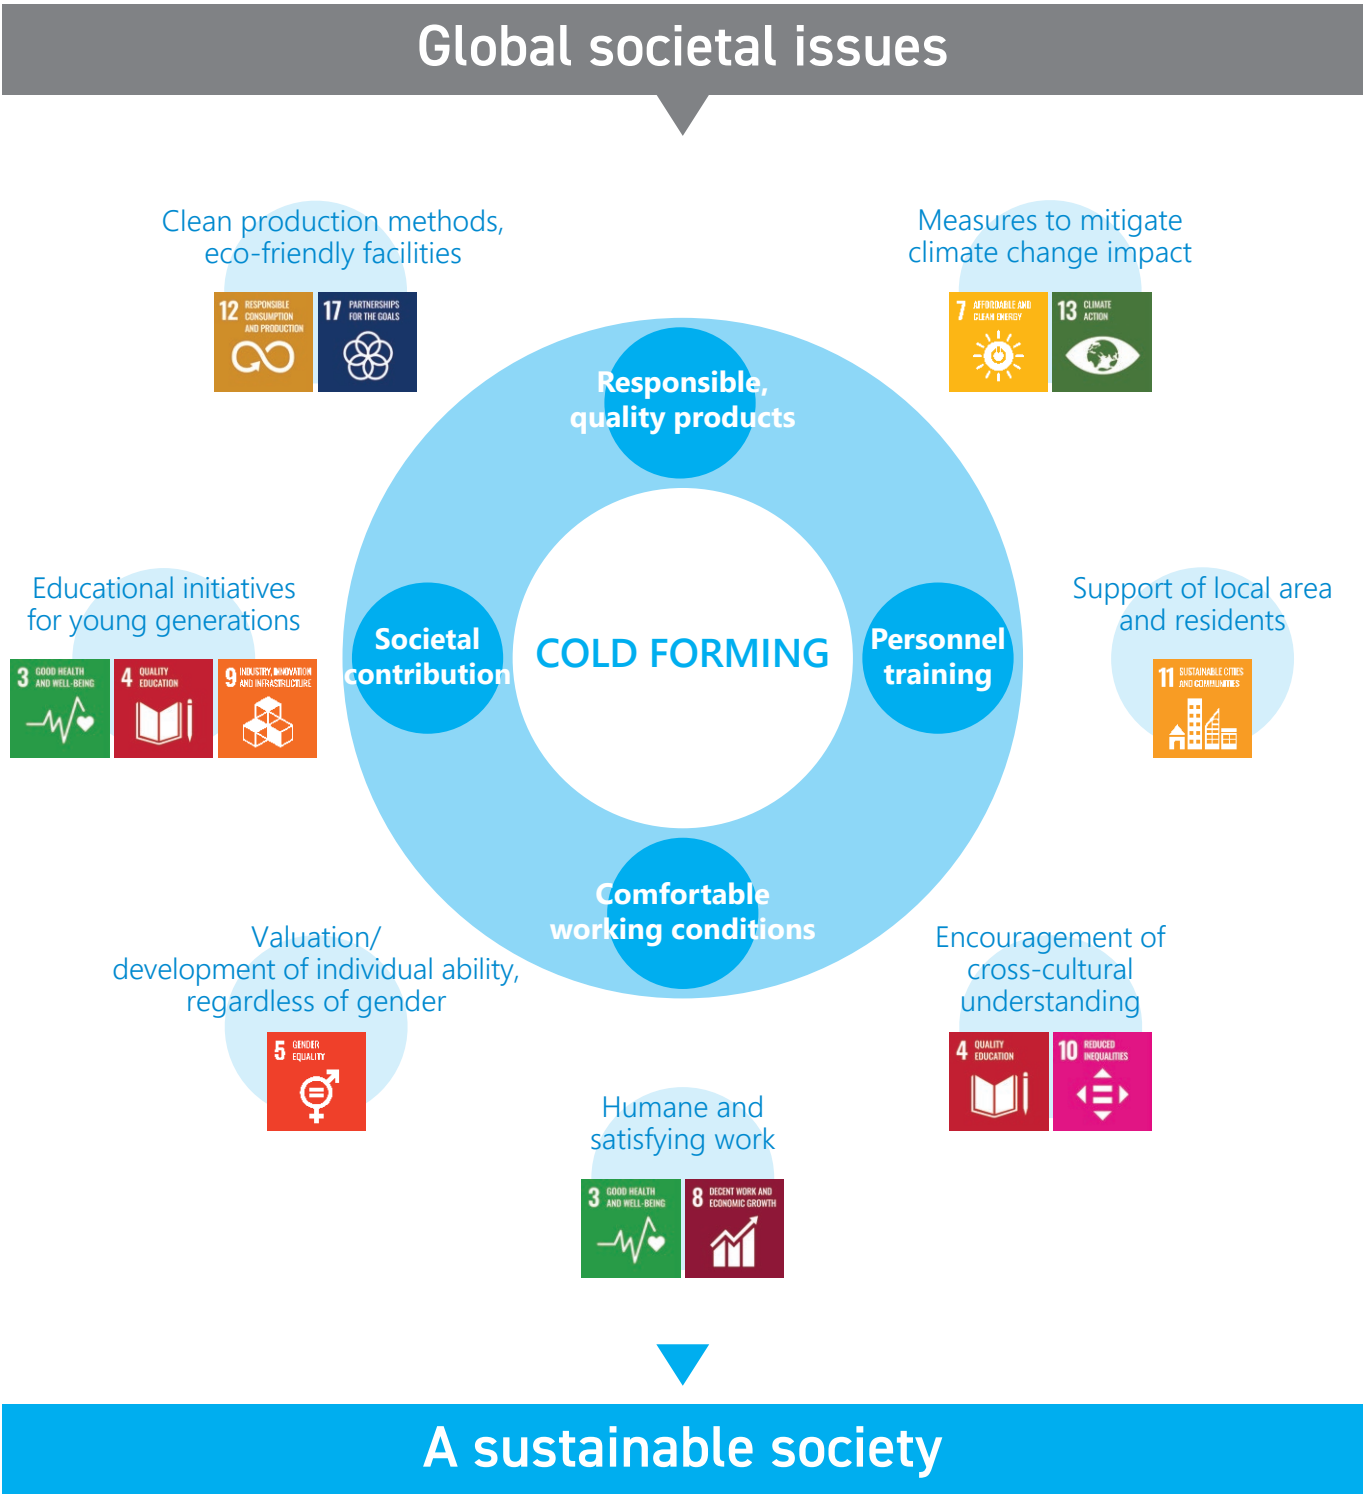 Global societal issues
Clean production methods,
eco-friendly facilities
12 RESPONSIBLE
CONSUMPTION
AND PRODUCTION
17 PARTNERSHIPS
FOR THE GOALS
Measures to mitigate
climate change impact
7 AFFORDABLE AND
CLEAN ENERGY
13 CLIMATE
ACTION
Responsible,
quality products
Educational initiatives
for young generations
3 GOOD HEALTH
AND WELL-BEING
4 QUALITY
EDUCATION
9 INDUSTRY, INNOVATION
AND INFRASTRUCTURE
Societal
contribution
COLD FORMING
Personnel
training
Support of local area
and residents
11 SUSTAINABLE CITIES
AND COMMUNITIES
Comfortable
working conditions
Valuation/
development of individual ability,
regardless of gender
5 GENDER
EQUALITY
Encouragement of
cross-cultural
understanding
4 QUALITY
EDUCATION
10 REDUCED
INEQUALITIES
Humane and
satisfying work
3 GOOD HEALTH
AND WELL-BEING
8 DECENT WORK AND
ECONOMIC GROWTH
A sustainable society